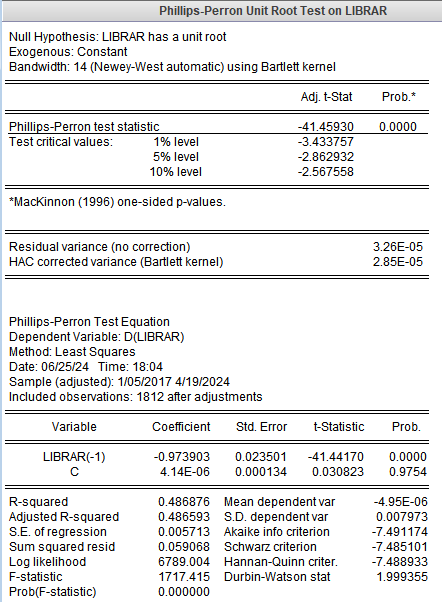 Phillips-Perron Unit Root Test on LIBRAR
Null Hypothesis: LIBRAR has a unit root
Exogenous: Constant
Bandwidth: 14 (Newey-West automatic) using Bartlett kernel
Adj. t-Stat Prob.*
Phillips-Perron test statistic -41.45930 0.0000
Test critical values: 1% level -3.433757
5% level -2.862932
10% level -2.567558
*MacKinnon (1996) one-sided p-values.
Residual variance (no correction) 3.26E-05
HAC corrected variance (Bartlett kernel) 2.85E-05
Phillips-Perron Test Equation
Dependent Variable: D(LIBRAR)
Method: Least Squares
Date: 06/25/24 Time: 18:04
Sample (adjusted): 1/05/2017 4/19/2024
Included observations: 1812 after adjustments
Variable Coefficient Std. Error t-Statistic Prob.
LIBRAR(-1) -0.973903 0.023501 -41.44170 0.0000
C 4.14E-06 0.000134 0.030823 0.9754
R-squared 0.486876 Mean dependent var -4.95E-06
Adjusted R-squared 0.486593 S.D. dependent var 0.007973
S.E. of regression 0.005713 Akaike info criterion -7.491174
Sum squared resid 0.059068 Schwarz criterion -7.485101
Log likelihood 6789.004 Hannan-Quinn criter. -7.488933
F-statistic 1717.415 Durbin-Watson stat 1.999355
Prob(F-statistic) 0.000000